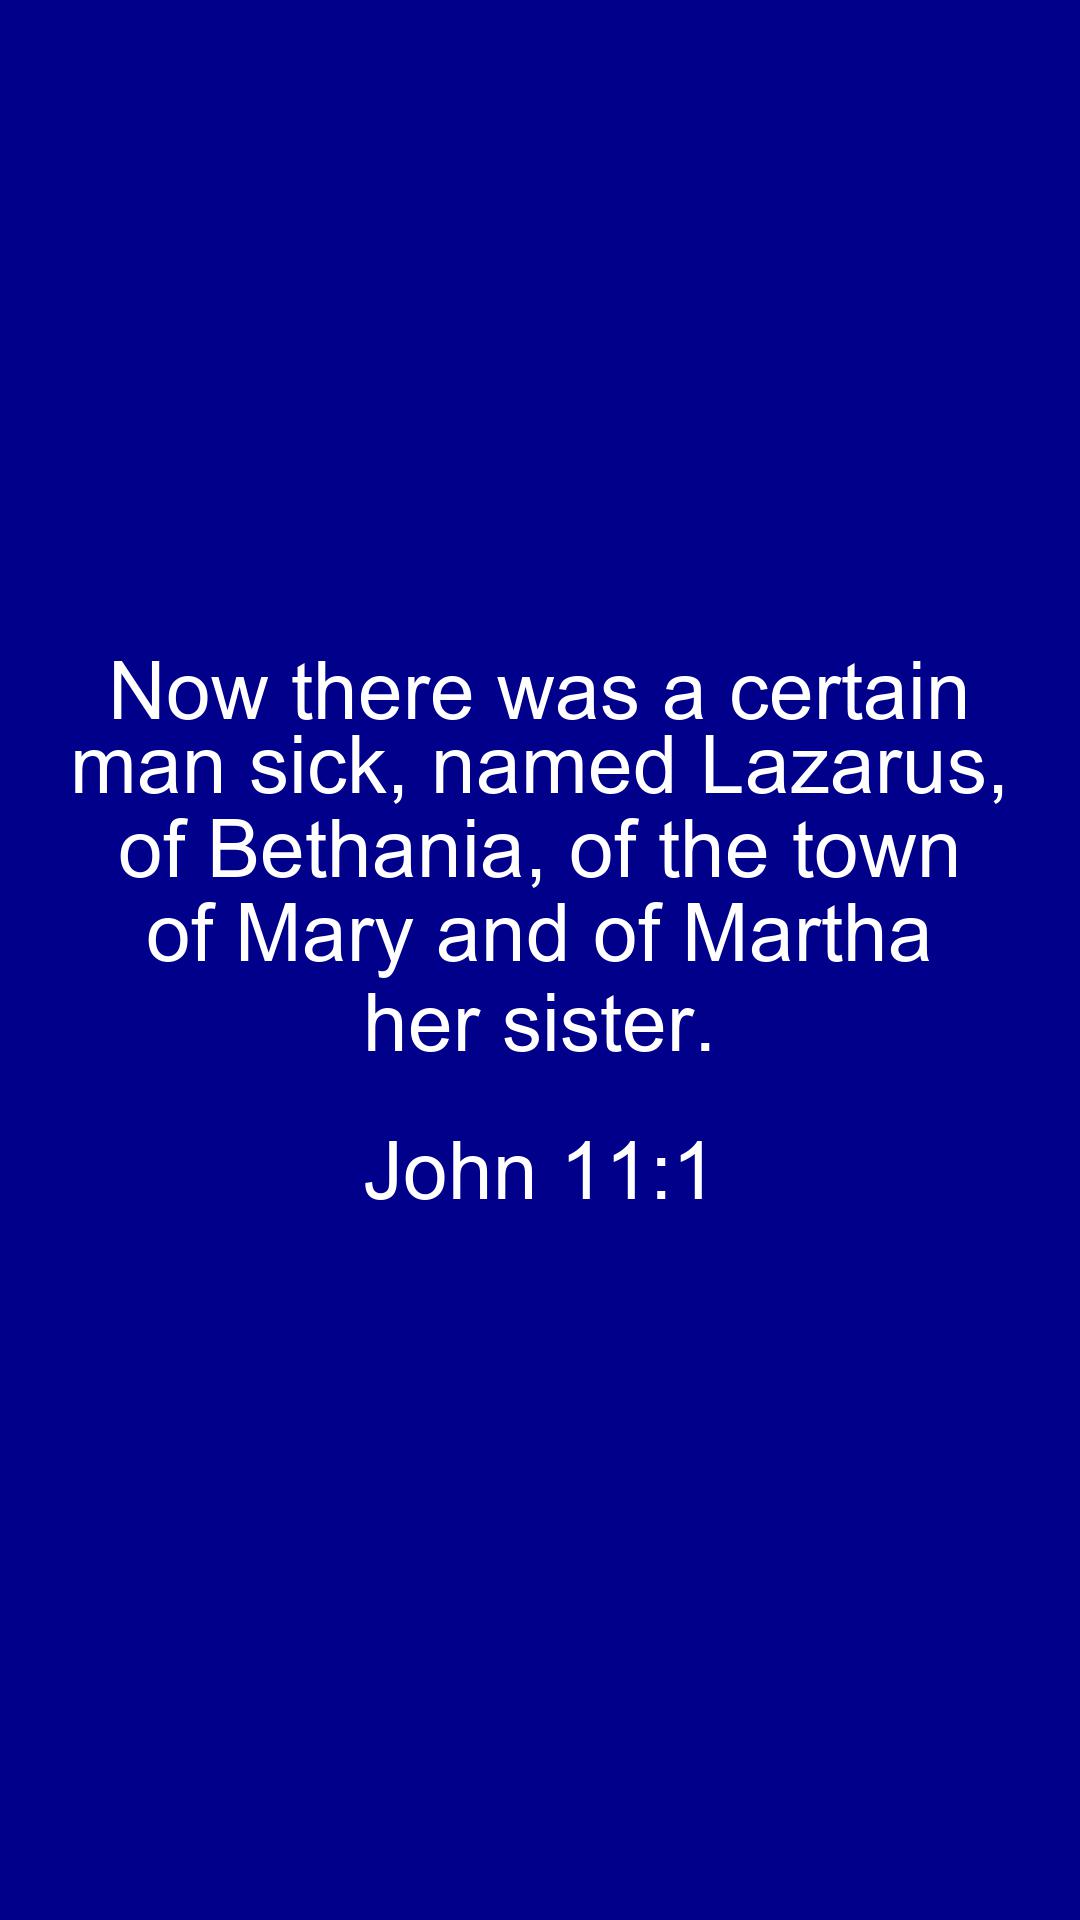 Now there was a certain
man sick, named Lazarus,
of Bethania, of the town
of Mary and of Martha
her sister.
John 11:1